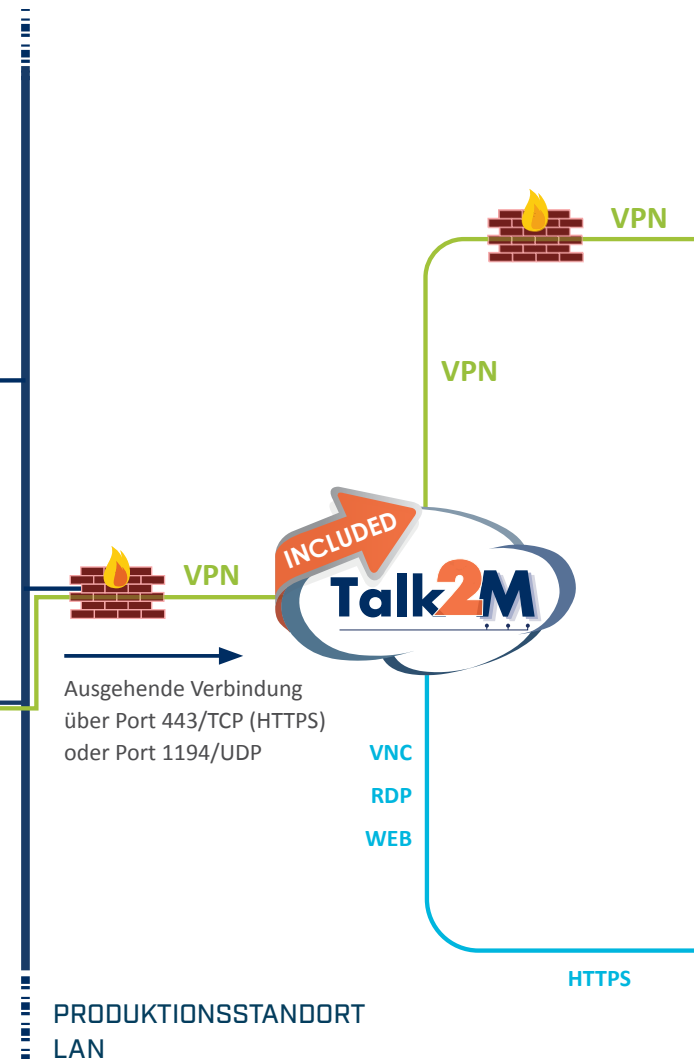 VPN
VPN
INCLUDED
Talk2M
VPN
Ausgehende Verbindung
über Port 443/TCP (HTTPS)
oder Port 1194/UDP
VNC
RDP
WEB
HTTPS
PRODUKTIONSSTANDORT
LAN